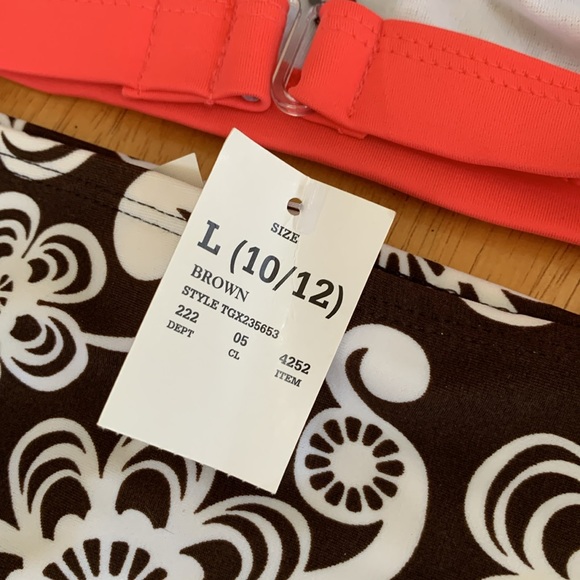 SIZE
L (10/12)
BROWN
STYLE TGX235653
222 05 4252
DEPT CL ITEM